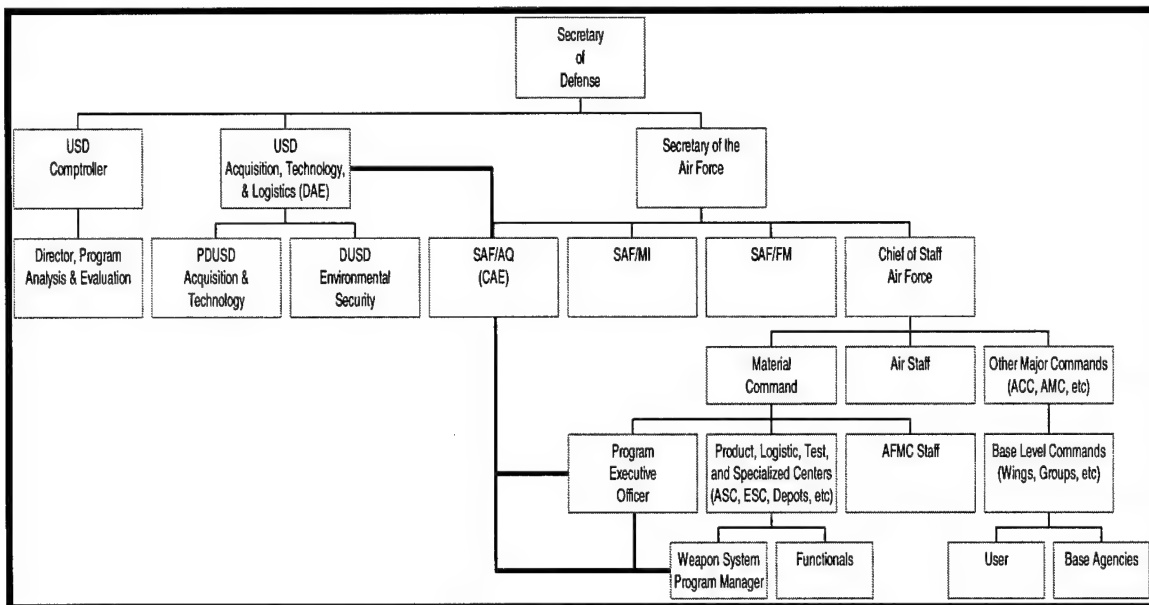 Secretary
of
Defense
USD
Comptroller
USD
Acquisition, Technology,
& Logistics (DAE)
Secretary of the
Air Force
Director, Program
Analysis & Evaluation
PDUSD
Acquisition &
Technology
DUSD
Environmental
Security
SAF/AQ
(CAE)
SAF/MI
SAF/FM
Chief of Staff
Air Force
Material
Command
Air Staff
Other Major Commands
(ACC, AMC, etc)
Program
Executive
Officer
Product, Logistic, Test,
and Specialized Centers
(ASC, ESC, Depots, etc)
AFMC Staff
Base Level Commands
(Wings, Groups, etc)
Weapon System
Program Manager
Functionals
User
Base Agencies